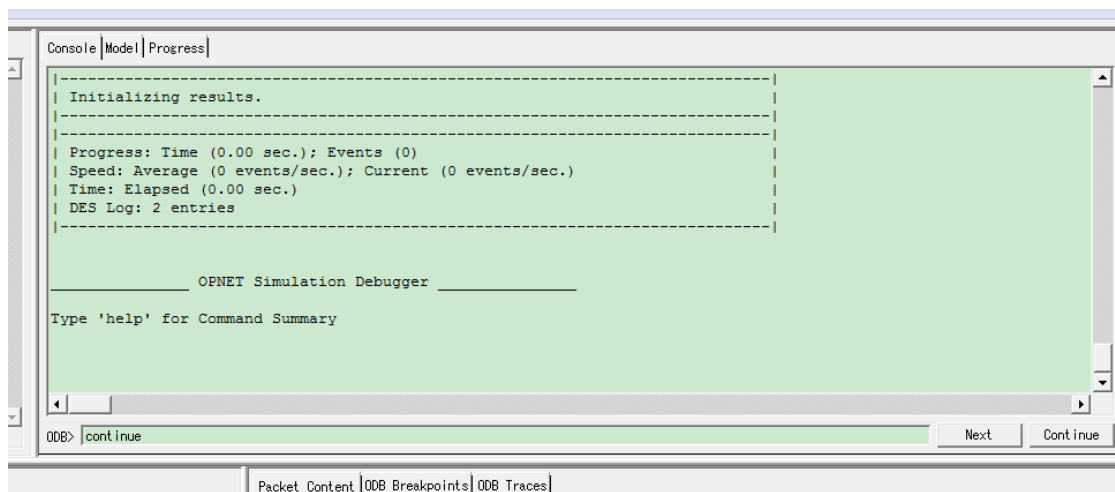 Console Model Progress
|-----------------------------------------------------------------------------|
| Initializing results. |
|-----------------------------------------------------------------------------|
|-----------------------------------------------------------------------------|
| Progress: Time (0.00 sec.); Events (0) |
| Speed: Average (0 events/sec.); Current (0 events/sec.) |
| Time: Elapsed (0.00 sec.) |
| DES Log: 2 entries |
|-----------------------------------------------------------------------------|
_______________ OPNET Simulation Debugger _______________
Type 'help' for Command Summary
ODB> continue Next Continue
Packet Content ODB Breakpoints ODB Traces